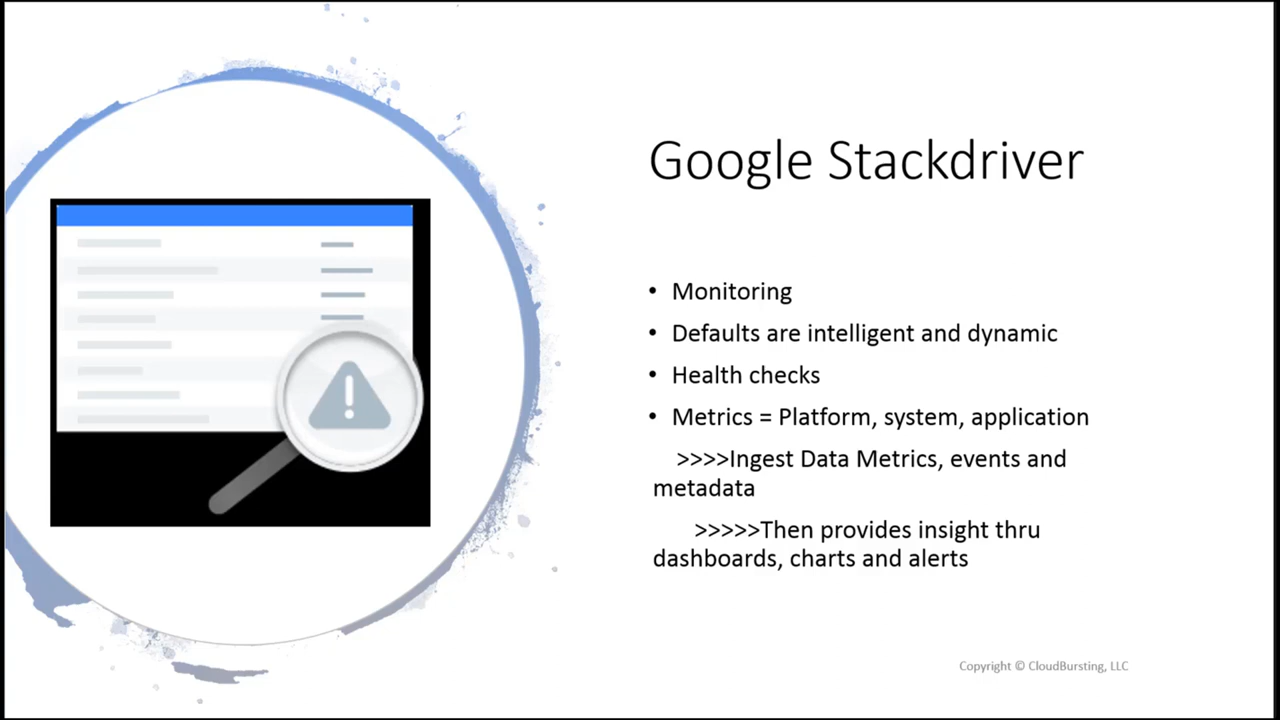 Google Stackdriver
• Monitoring
• Defaults are intelligent and dynamic
• Health checks
• Metrics = Platform, system, application
>>>>Ingest Data Metrics, events and
metadata
>>>>>Then provides insight thru
dashboards, charts and alerts
Copyright © CloudBursting, LLC